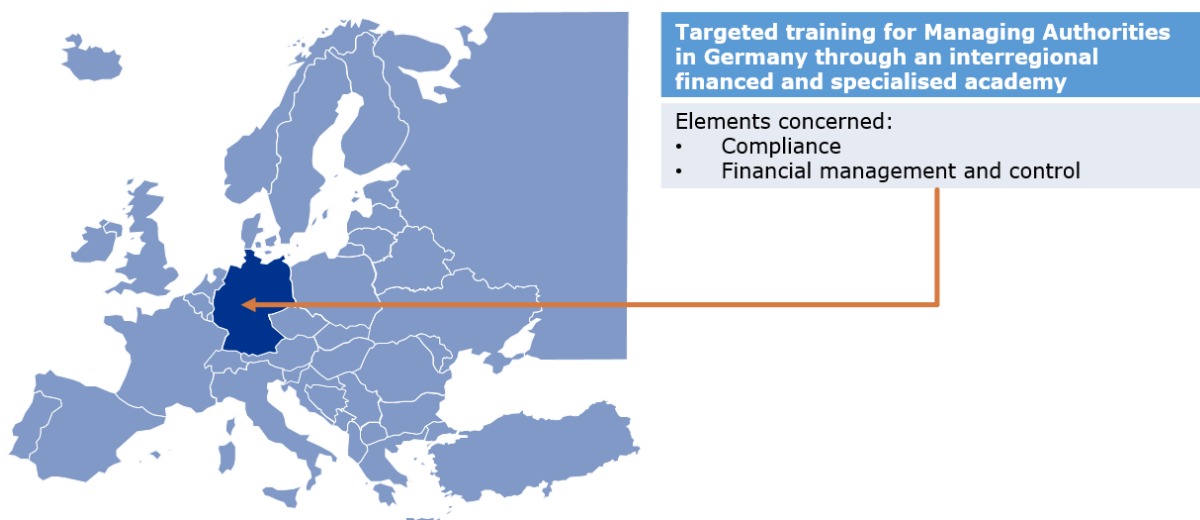 Targeted training for Managing Authorities
in Germany through an interregional
financed and specialised academy
Elements concerned:
• Compliance
• Financial management and control